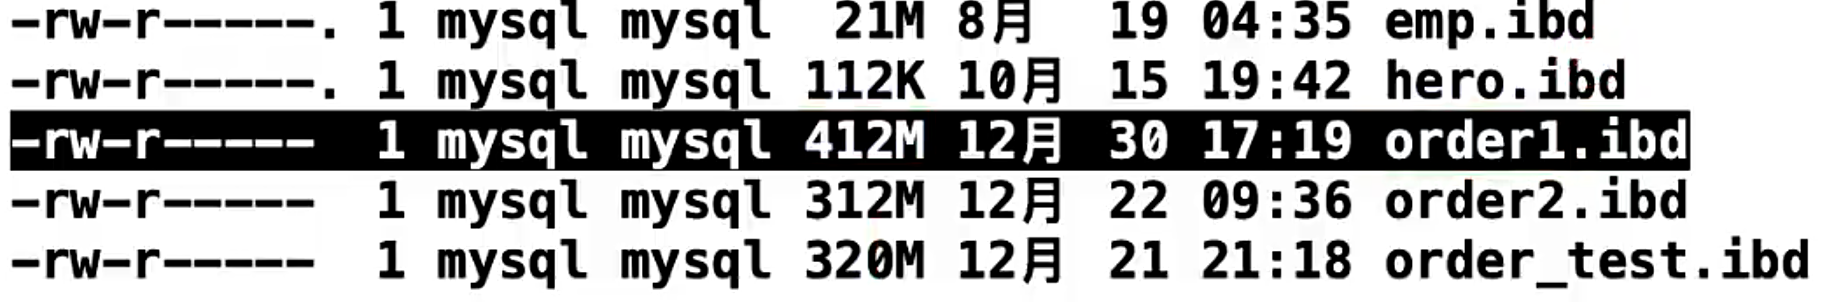 -rw-r-----. 1 mysql mysql  21M 8月   19 04:35 emp.ibd
-rw-r-----. 1 mysql mysql 112K 10月  15 19:42 hero.ibd
-rw-r-----  1 mysql mysql 412M 12月  30 17:19 order1.ibd
-rw-r-----  1 mysql mysql 312M 12月  22 09:36 order2.ibd
-rw-r-----  1 mysql mysql 320M 12月  21 21:18 order_test.ibd